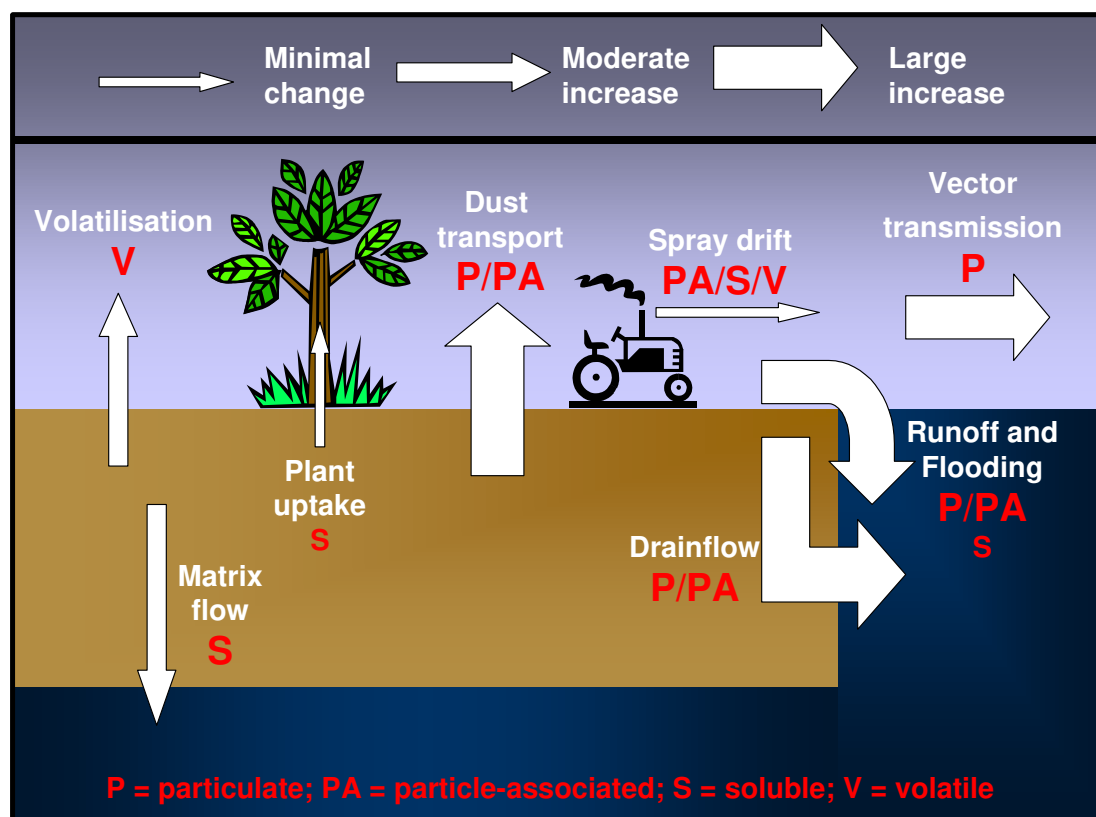 Minimal
change
Moderate
increase
Large
increase
Volatilisation
V
Dust
transport
P/PA
Spray drift
PA/S/V
Vector
transmission
P
Plant
uptake
S
Matrix
flow
S
Drainflow
P/PA
Runoff and
Flooding
P/PA
S
P = particulate; PA = particle-associated; S = soluble; V = volatile